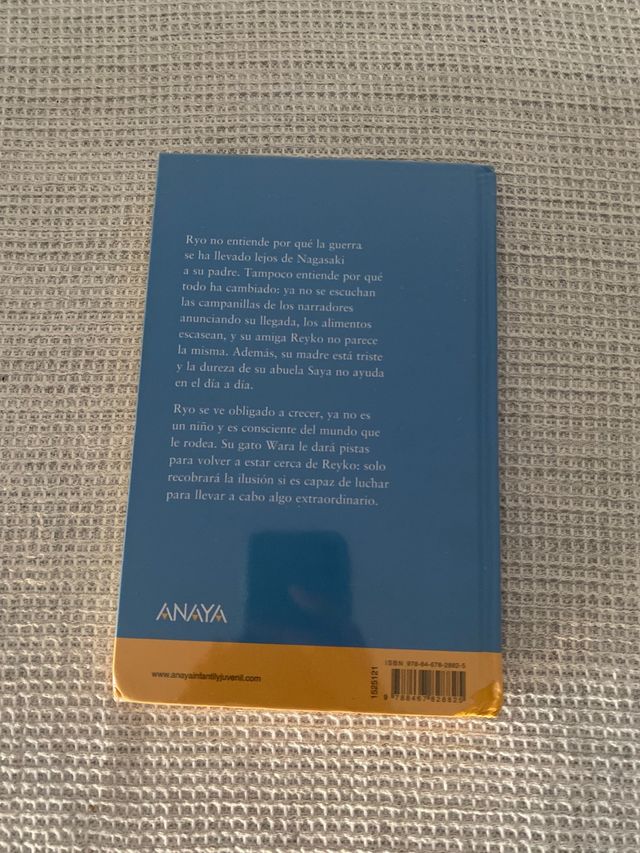 Ryo no entiende por qué la guerra
se ha llevado lejos de Nagasaki
a su padre. Tampoco entiende por qué
todo ha cambiado: ya no se escuchan
las campanillas de los narradores
anunciando su llegada, los alimentos
escasean, y su amiga Reyko no parece
la misma. Además, su madre está triste
y la dureza de su abuela Saya no ayuda
en el día a día.
Ryo se ve obligado a crecer, ya no es
un niño y es consciente del mundo que
le rodea. Su gato Wara le dará pistas
para volver a estar cerca de Reyko: solo
recobrará la ilusión si es capaz de luchar
para llevar a cabo algo extraordinario.
ANAYA
www.anayainfantilyjuvenil.com
1525121
ISBN 978-84-678-2882-5
9 788467 828825